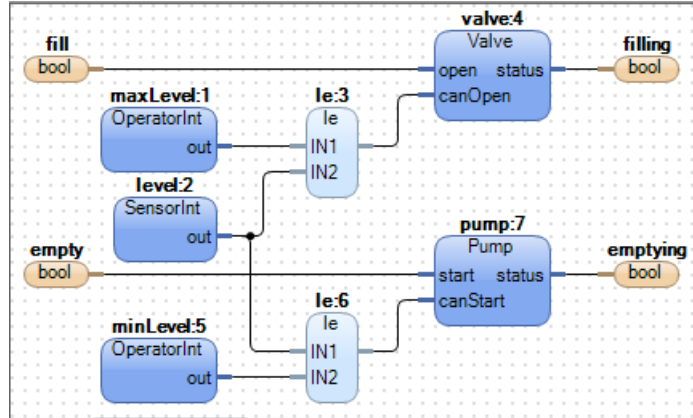 valve:4
fill
Valve
filling
bool
open status
bool
maxLevel:1
le:3
canOpen
OperatorInt
le
out
IN1
IN2
level:2
SensorInt
pump:7
empty
out
Pump
emptying
bool
start status
bool
le:6
canStart
minLevel:5
le
OperatorInt
IN1
out
IN2